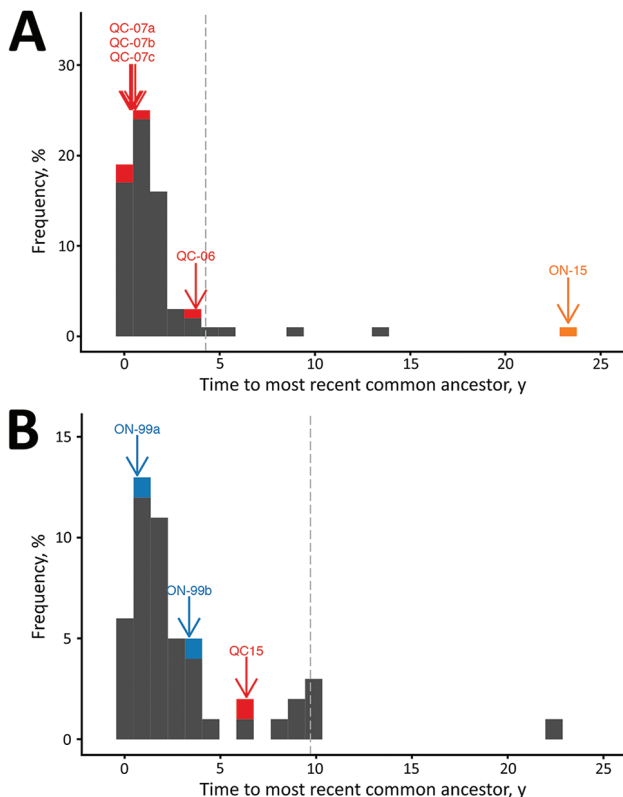 A
QC-07a
QC-07b
QC-07c
30
20
10
0
Frequency, %
QC-06
ON-15
0 5 10 15 20 25
Time to most recent common ancestor, y
B
ON-99a
15
10
5
0
Frequency, %
ON-99b
QC15
0 5 10 15 20 25
Time to most recent common ancestor, y